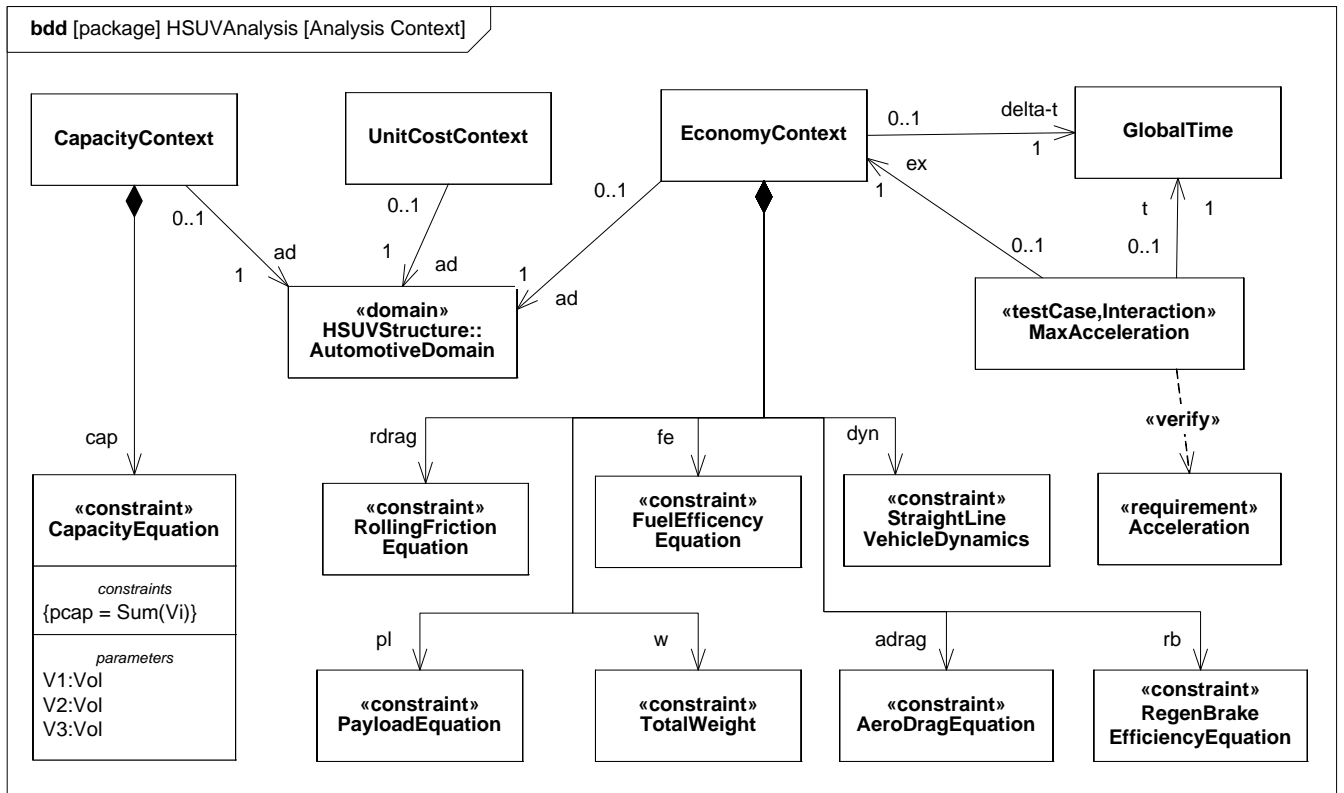 bdd [package] HSUVAnalysis [Analysis Context]
CapacityContext
UnitCostContext
EconomyContext
GlobalTime
0..1
delta-t
1
ex
1
0..1
ad
1
0..1
1
ad
0..1
1
ad
0..1
t
1
0..1
«domain»
HSUVStructure::
AutomotiveDomain
«testCase,Interaction»
MaxAcceleration
«verify»
cap
rdrag
fe
dyn
«constraint»
CapacityEquation
constraints
{pcap = Sum(Vi)}
parameters
V1:Vol
V2:Vol
V3:Vol
«constraint»
RollingFriction
Equation
«constraint»
FuelEfficency
Equation
«constraint»
StraightLine
VehicleDynamics
«requirement»
Acceleration
pl
w
adrag
rb
«constraint»
PayloadEquation
«constraint»
TotalWeight
«constraint»
AeroDragEquation
«constraint»
RegenBrake
EfficiencyEquation